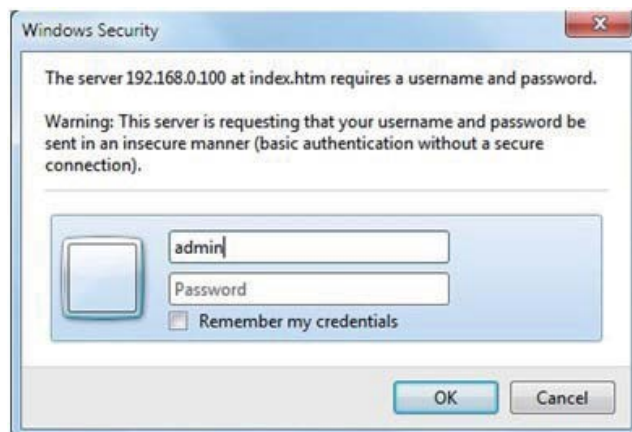 Windows Security
The server 192.168.0.100 at index.htm requires a username and password.
Warning: This server is requesting that your username and password be
sent in an insecure manner (basic authentication without a secure
connection).
admin
Password
Remember my credentials
OK
Cancel